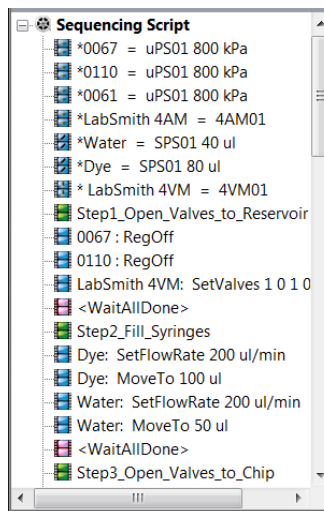 Sequencing Script
*0067 = uPS01 800 kPa
*0110 = uPS01 800 kPa
*0061 = uPS01 800 kPa
*LabSmith 4AM = 4AM01
*Water = SPS01 40 ul
*Dye = SPS01 80 ul
* LabSmith 4VM = 4VM01
Step1_Open_Valves_to_Reservoir
0067 : RegOff
0110 : RegOff
LabSmith 4VM: SetValves 1 0 1 0
<WaitAllDone>
Step2_Fill_Syringes
Dye: SetFlowRate 200 ul/min
Dye: MoveTo 100 ul
Water: SetFlowRate 200 ul/min
Water: MoveTo 50 ul
<WaitAllDone>
Step3_Open_Valves_to_Chip